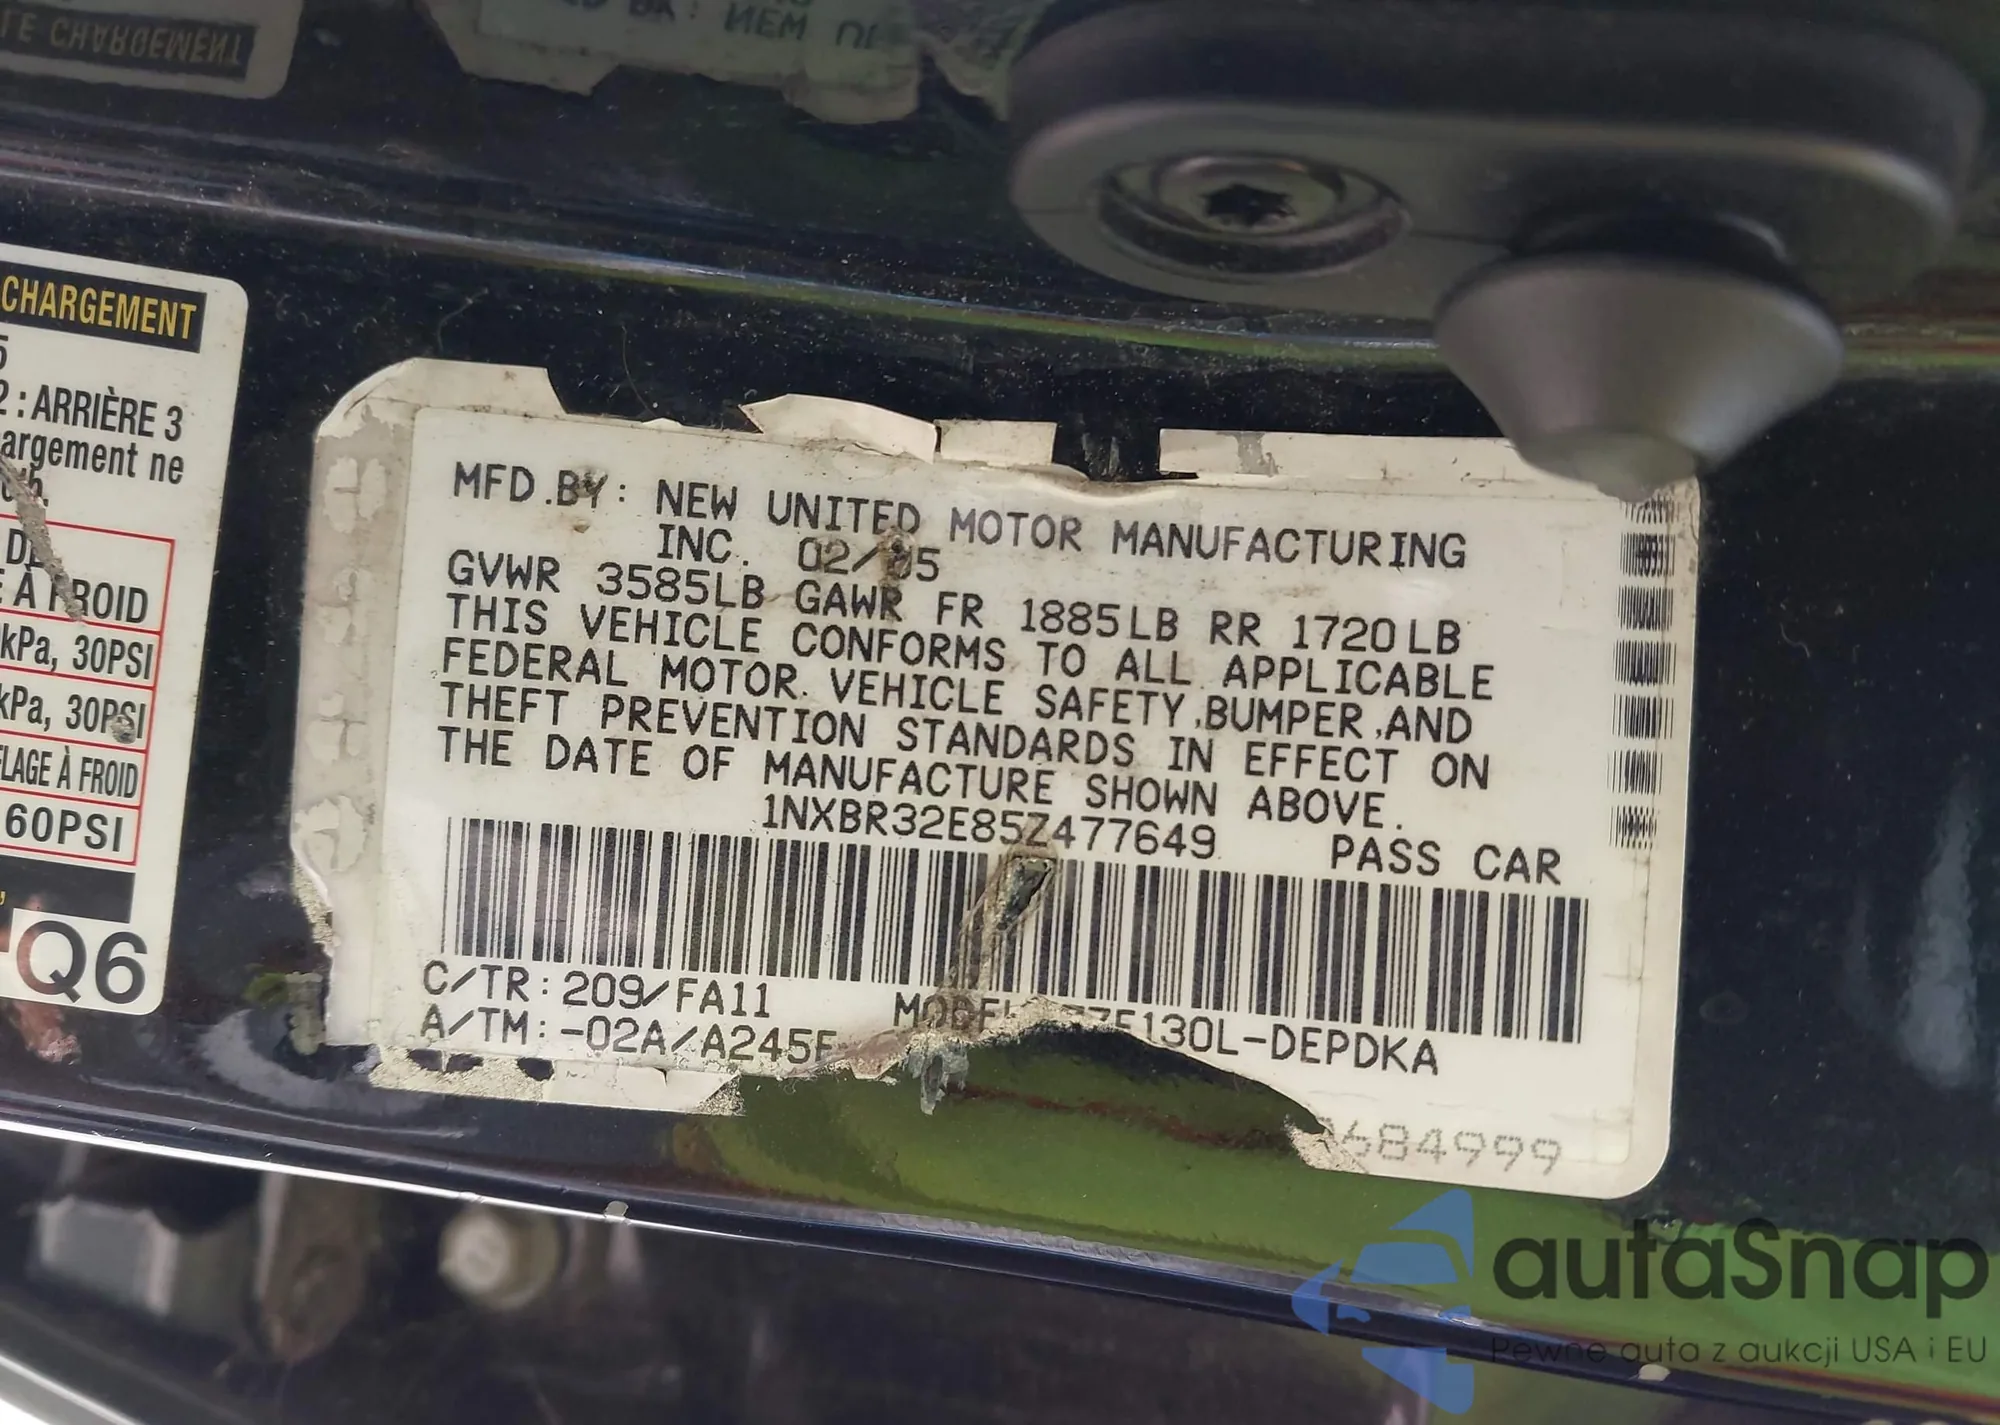 CHARGEMENT
2 : ARRIÈRE 3
argement ne
À FROID
kPa, 30PSI
kPa, 30PSI
FLAGE À FROID
60PSI
Q6
MFD.BY: NEW UNITED MOTOR MANUFACTURING
INC. 02/05
GVWR 3585LB GAWR FR 1885LB RR 1720LB
THIS VEHICLE CONFORMS TO ALL APPLICABLE
FEDERAL MOTOR VEHICLE SAFETY,BUMPER,AND
THEFT PREVENTION STANDARDS IN EFFECT ON
THE DATE OF MANUFACTURE SHOWN ABOVE.
1NXBR32E85Z477649 PASS CAR
C/TR: 209/FA11 MODEL 130L-DEPDKA
A/TM: -02A/A245E
684999
autaSnap
Pewne auta z aukcji USA i EU